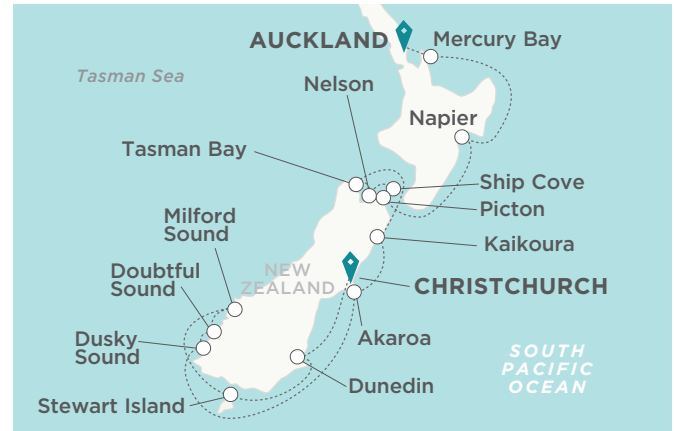 AUCKLAND
Mercury Bay
Tasman Sea
Nelson
Napier
Tasman Bay
Ship Cove
Picton
Milford
Sound
Kaikoura
Doubtful
Sound
NEW
ZEALAND
CHRISTCHURCH
Dusky
Sound
Akaroa
SOUTH
PACIFIC
OCEAN
Dunedin
Stewart Island